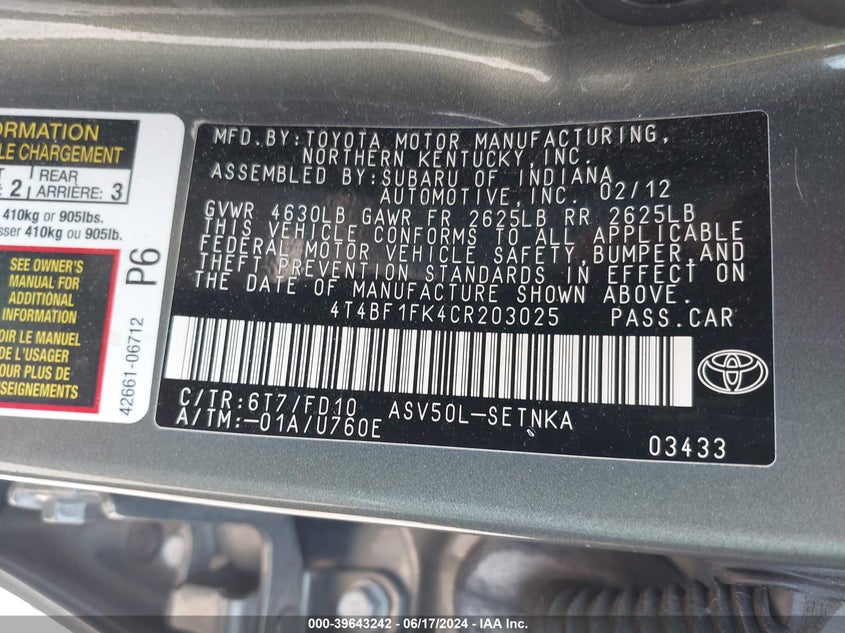 ORMATION
LE CHARGEMENT
REAR
2 ARRIÈRE: 3
410kg or 905lbs.
sser 410kg ou 905lb.
SEE OWNER'S
MANUAL FOR
ADDITIONAL
INFORMATION
OIR LE MANUEL
DE L'USAGER
POUR PLUS DE
NSEIGNEMENTS
P6
42661-06712
MFD.BY:TOYOTA MOTOR MANUFACTURING,
NORTHERN KENTUCKY,INC.
ASSEMBLED BY:SUBARU OF INDIANA
AUTOMOTIVE,INC. 02/12
GVWR 4630LB GAWR FR 2625LB RR 2625LB
THIS VEHICLE CONFORMS TO ALL APPLICABLE
FEDERAL MOTOR VEHICLE SAFETY,BUMPER,AND
THEFT PREVENTION STANDARDS IN EFFECT ON
THE DATE OF MANUFACTURE SHOWN ABOVE.
4T4BF1FK4CR203025 PASS.CAR
C/TR:6T7/FD10 ASV50L-SETNKA
A/TM:-01A/U760E
03433
000-39643242 - 06/17/2024 - IAA Inc.